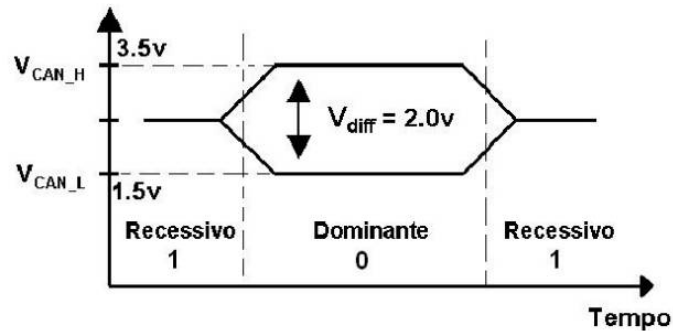 3.5v
V_CAN_H
V_diff = 2.0v
V_CAN_L
1.5v
Recessivo Dominante Recessivo
1 0 1
Tempo